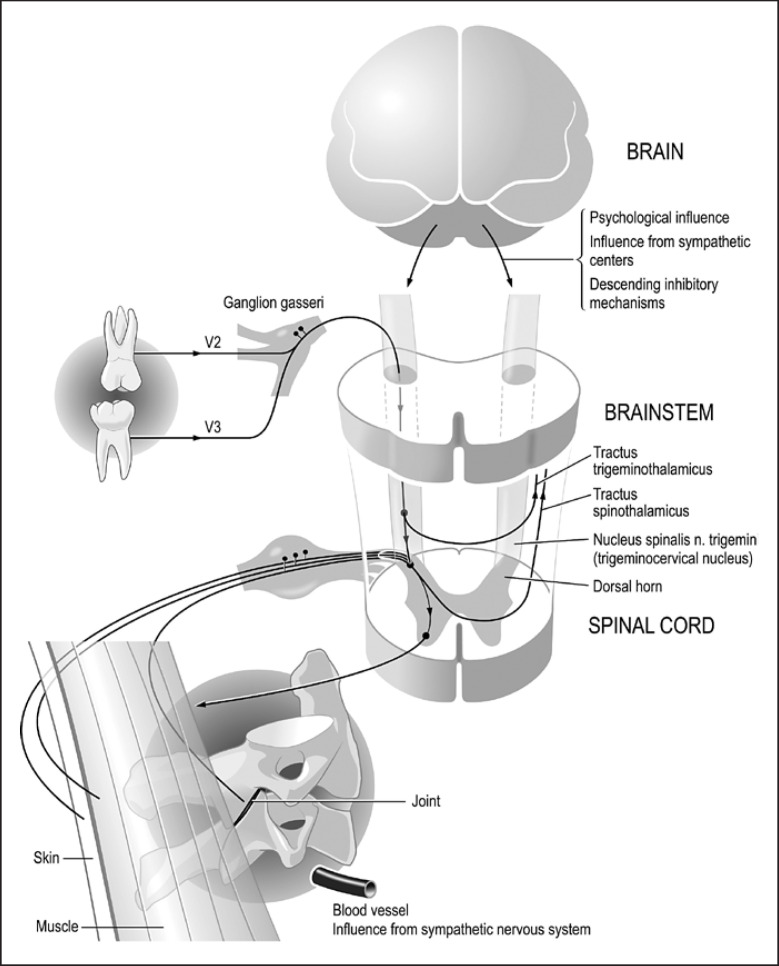 BRAIN
Psychological influence
Influence from sympathetic
centers
Descending inhibitory
mechanisms
Ganglion gasseri
V2
V3
BRAINSTEM
Tractus
trigeminothalamicus
Tractus
spinothalamicus
Nucleus spinalis n. trigemin
(trigeminocervical nucleus)
Dorsal horn
SPINAL CORD
Joint
Skin
Muscle
Blood vessel
Influence from sympathetic nervous system